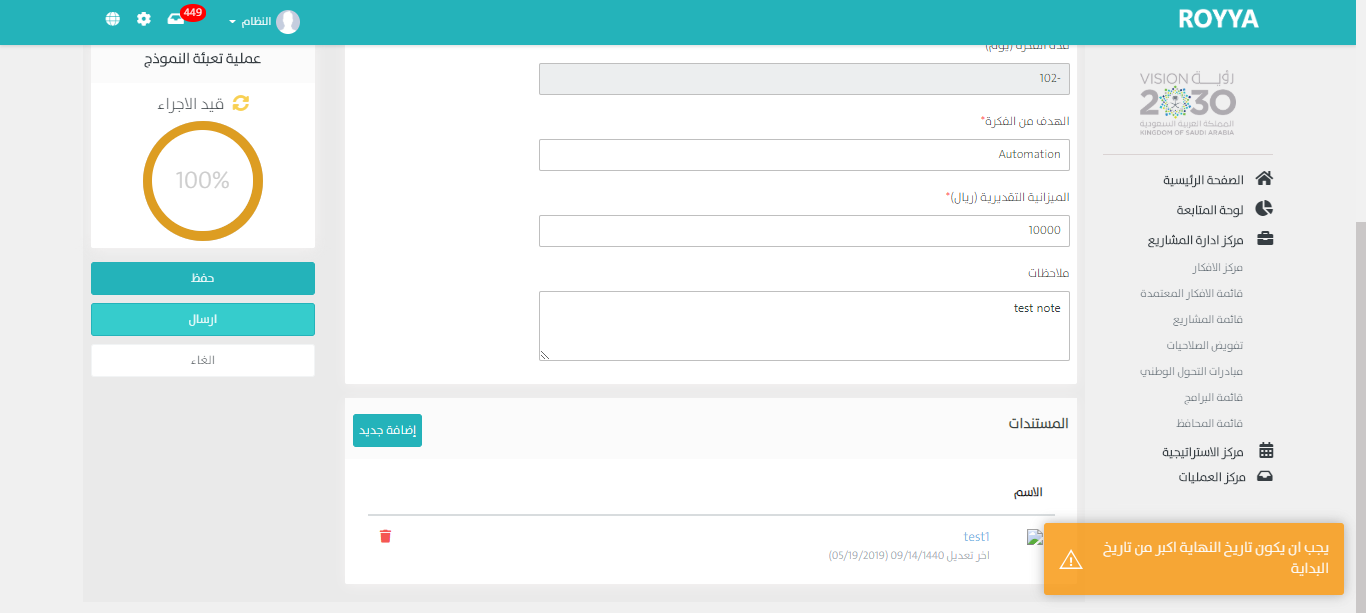 ROYYA
النظام
449
VISION رؤيـة
2030
المملكة العربية السعودية
KINGDOM OF SAUDI ARABIA
الصفحة الرئيسية
لوحة المتابعة
مركز ادارة المشاريع
مركز الافكار
قائمة الافكار المعتمدة
قائمة المشاريع
تفويض الصلاحيات
مبادرات التحول الوطني
قائمة البرامج
قائمة المحافظ
مركز الاستراتيجية
مركز العمليات
مدة الفكرة (يوم)
-102
الهدف من الفكرة*
Automation
الميزانية التقديرية (ريال)*
10000
ملاحظات
test note
المستندات
إضافة جديد
الاسم
test1
اخر تعديل 09/14/1440 (05/19/2019)
عملية تعبئة النموذج
قيد الاجراء
100%
حفظ
ارسال
الغاء
يجب ان يكون تاريخ النهاية اكبر من تاريخ
البداية